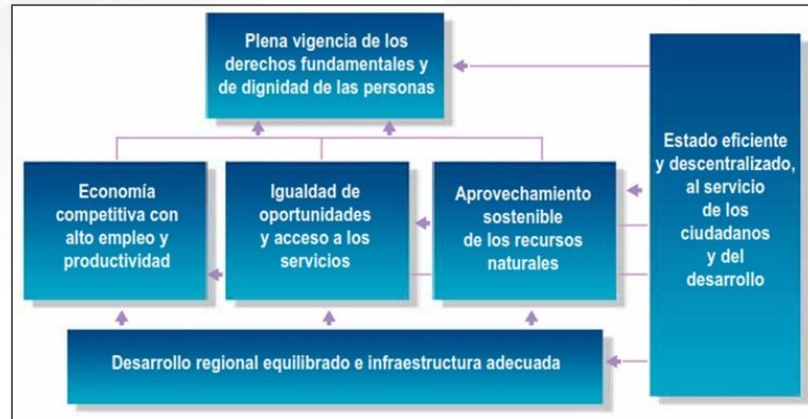 Plena vigencia de los
derechos fundamentales y
de dignidad de las personas
Estado eficiente
y descentralizado,
al servicio
de los
ciudadanos
y del
desarrollo
Economía
competitiva con
alto empleo y
productividad
Igualdad de
oportunidades
y acceso a los
servicios
Aprovechamiento
sostenible
de los recursos
naturales
Desarrollo regional equilibrado e infraestructura adecuada